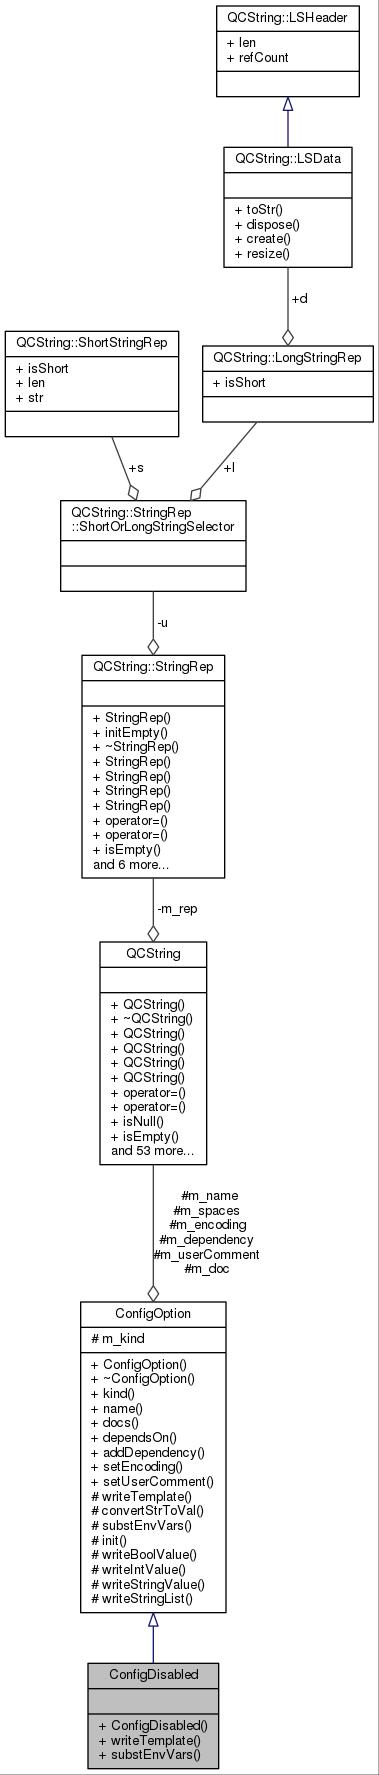 QCString::LSHeader
+ len
+ refCount
QCString::LSData
+ toStr()
+ dispose()
+ create()
+ resize()
+d
QCString::ShortStringRep
+ isShort
+ len
+ str
QCString::LongStringRep
+ isShort
+s
+l
QCString::StringRep
::ShortOrLongStringSelector
-u
QCString::StringRep
+ StringRep()
+ initEmpty()
+ ~StringRep()
+ StringRep()
+ StringRep()
+ StringRep()
+ StringRep()
+ operator=()
+ operator=()
+ isEmpty()
and 6 more...
-m_rep
QCString
+ QCString()
+ ~QCString()
+ QCString()
+ QCString()
+ QCString()
+ QCString()
+ operator=()
+ operator=()
+ isNull()
+ isEmpty()
and 53 more...
#m_name
#m_spaces
#m_encoding
#m_dependency
#m_userComment
#m_doc
ConfigOption
# m_kind
+ ConfigOption()
+ ~ConfigOption()
+ kind()
+ name()
+ docs()
+ dependsOn()
+ addDependency()
+ setEncoding()
+ setUserComment()
# writeTemplate()
# convertStrToVal()
# substEnvVars()
# init()
# writeBoolValue()
# writeIntValue()
# writeStringValue()
# writeStringList()
ConfigDisabled
+ ConfigDisabled()
+ writeTemplate()
+ substEnvVars()